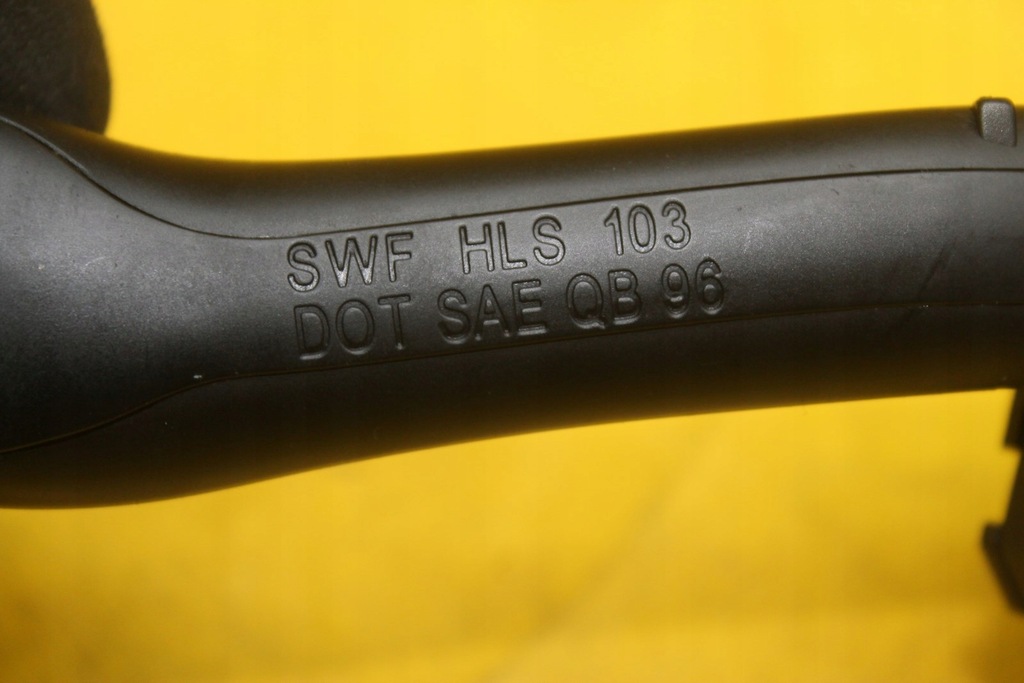 SWF HLS 103
DOT SAE QB 96